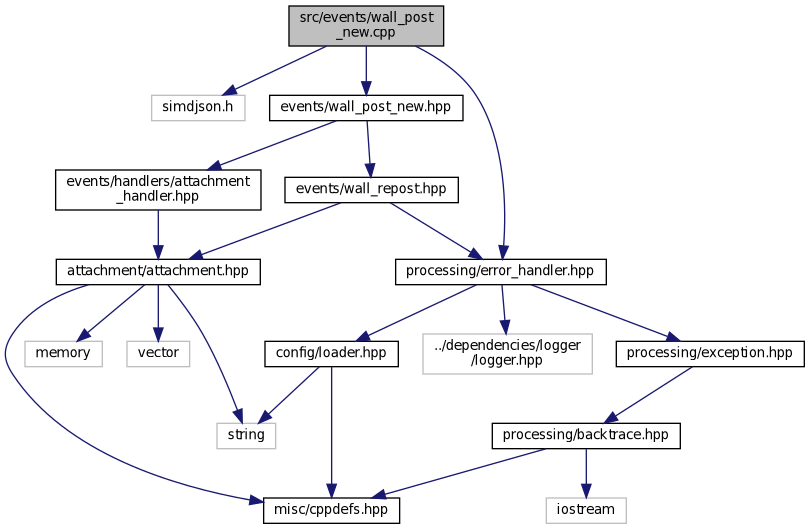 src/events/wall_post
_new.cpp
simdjson.h
events/wall_post_new.hpp
events/handlers/attachment
_handler.hpp
events/wall_repost.hpp
attachment/attachment.hpp
processing/error_handler.hpp
memory
vector
config/loader.hpp
../dependencies/logger
/logger.hpp
processing/exception.hpp
string
processing/backtrace.hpp
misc/cppdefs.hpp
iostream